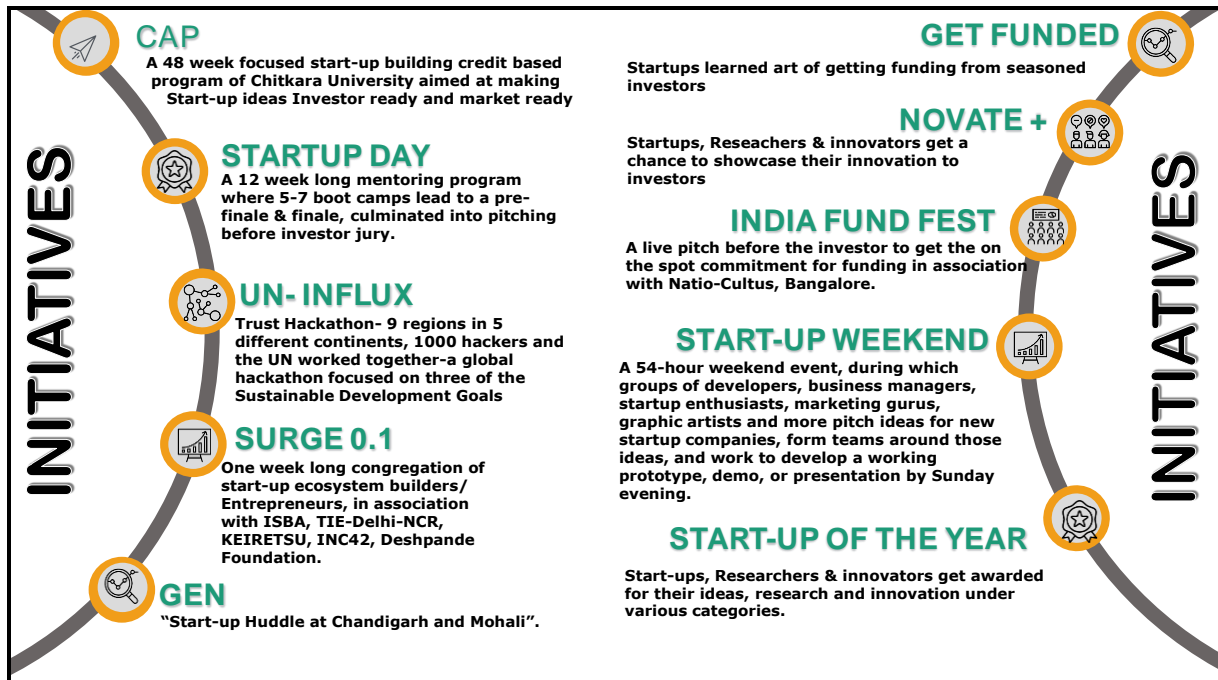 INITIATIVES
CAP
A 48 week focused start-up building credit based
program of Chitkara University aimed at making
Start-up ideas Investor ready and market ready
STARTUP DAY
A 12 week long mentoring program
where 5-7 boot camps lead to a pre-
finale & finale, culminated into pitching
before investor jury.
UN- INFLUX
Trust Hackathon- 9 regions in 5
different continents, 1000 hackers and
the UN worked together-a global
hackathon focused on three of the
Sustainable Development Goals
SURGE 0.1
One week long congregation of
start-up ecosystem builders/
Entrepreneurs, in association
with ISBA, TIE-Delhi-NCR,
KEIRETSU, INC42, Deshpande
Foundation.
GEN
“Start-up Huddle at Chandigarh and Mohali”.
GET FUNDED
Startups learned art of getting funding from seasoned
investors
NOVATE +
Startups, Reseachers & innovators get a
chance to showcase their innovation to
investors
INDIA FUND FEST
A live pitch before the investor to get the on
the spot commitment for funding in association
with Natio-Cultus, Bangalore.
START-UP WEEKEND
A 54-hour weekend event, during which
groups of developers, business managers,
startup enthusiasts, marketing gurus,
graphic artists and more pitch ideas for new
startup companies, form teams around those
ideas, and work to develop a working
prototype, demo, or presentation by Sunday
evening.
START-UP OF THE YEAR
Start-ups, Researchers & innovators get awarded
for their ideas, research and innovation under
various categories.
INITIATIVES